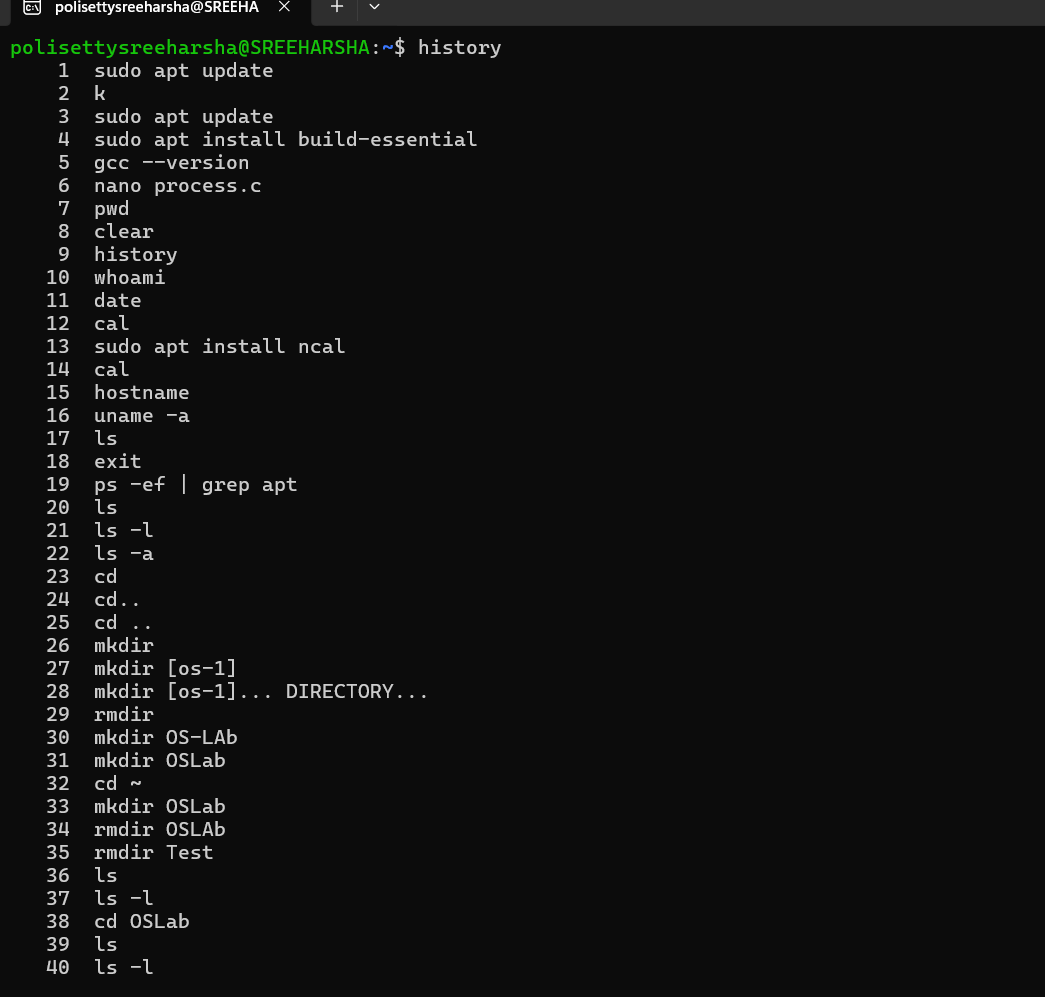 polisettysreeharsha@SREEHA
polisettysreeharsha@SREEHARSHA:~$ history
1 sudo apt update
2 k
3 sudo apt update
4 sudo apt install build-essential
5 gcc --version
6 nano process.c
7 pwd
8 clear
9 history
10 whoami
11 date
12 cal
13 sudo apt install ncal
14 cal
15 hostname
16 uname -a
17 ls
18 exit
19 ps -ef | grep apt
20 ls
21 ls -l
22 ls -a
23 cd
24 cd..
25 cd ..
26 mkdir
27 mkdir [os-1]
28 mkdir [os-1]... DIRECTORY...
29 rmdir
30 mkdir OS-LAb
31 mkdir OSLab
32 cd ~
33 mkdir OSLab
34 rmdir OSLAb
35 rmdir Test
36 ls
37 ls -l
38 cd OSLab
39 ls
40 ls -l